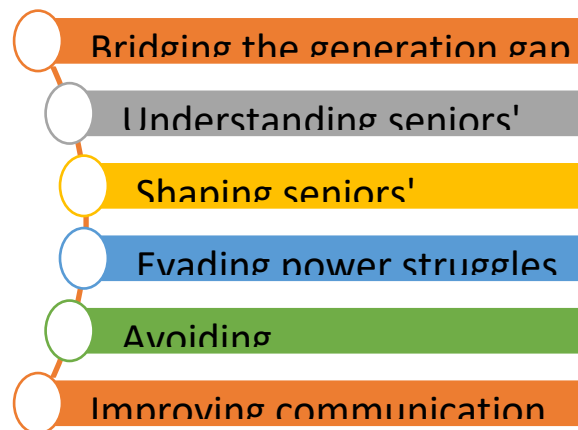 Bridging the generation gap
Understanding seniors'
Shaping seniors'
Evading power struggles
Avoiding
Improving communication